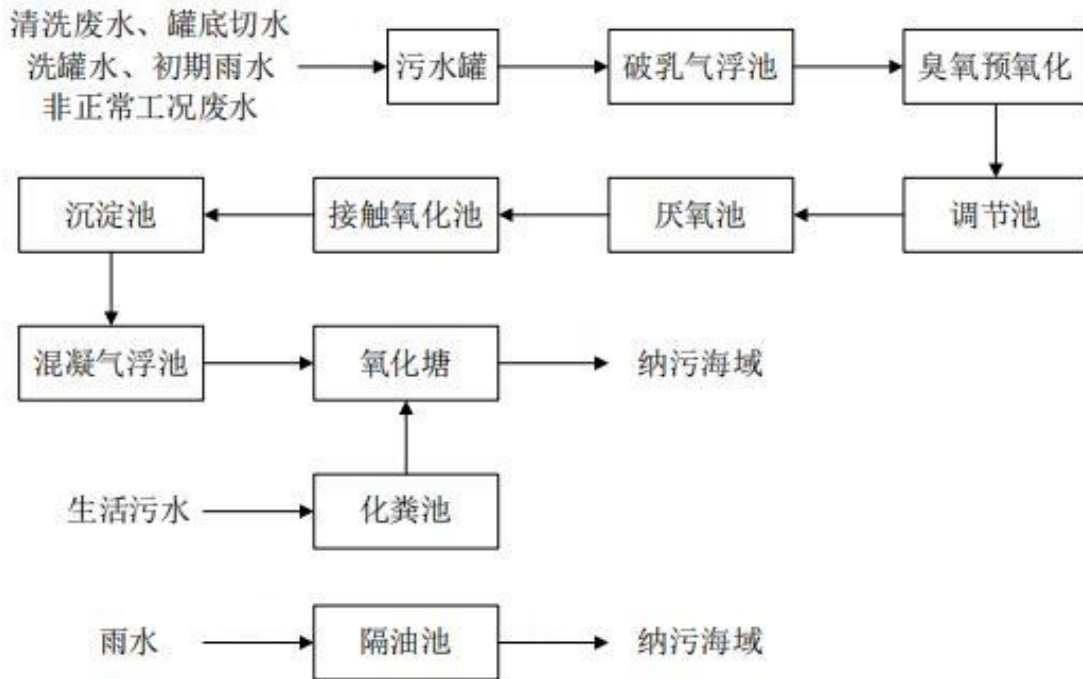 清洗废水、罐底切水
洗罐水、初期雨水
非正常工况废水
污水罐
破乳气浮池
臭氧预氧化
调节池
厌氧池
接触氧化池
沉淀池
混凝气浮池
氧化塘
纳污海域
生活污水
化粪池
雨水
隔油池
纳污海域